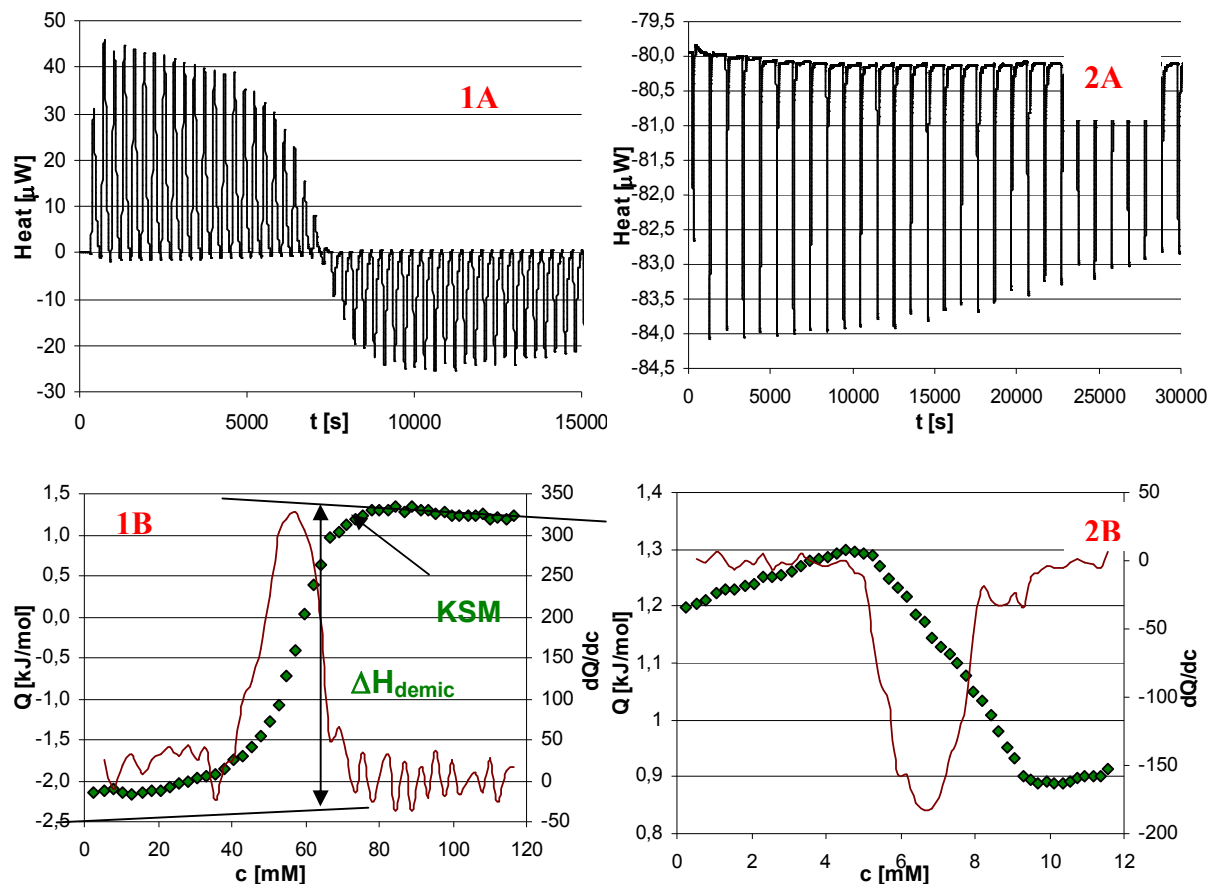 50
40
30
20
10
0
-10
-20
-30
Heat [µW]
1A
0 5000 10000 15000
t [s]
-79,5
-80,0
-80,5
-81,0
-81,5
-82,0
-82,5
-83,0
-83,5
-84,0
-84,5
Heat [µW]
2A
0 5000 10000 15000 20000 25000 30000
t [s]
1,5
1,0
0,5
0,0
-0,5
-1,0
-1,5
-2,0
-2,5
Q [kJ/mol]
1B
KSM
ΔHdemic
350
300
250
200
150
100
50
0
-50
dQ/dc
0 20 40 60 80 100 120
c [mM]
1,4
1,3
1,2
1,1
1
0,9
0,8
Q [kJ/mol]
2B
50
0
-50
-100
-150
-200
dQ/dc
0 2 4 6 8 10 12
c [mM]